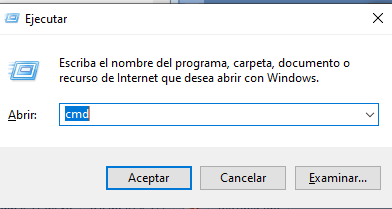 Ejecutar
Escriba el nombre del programa, carpeta, documento o
recurso de Internet que desea abrir con Windows.
Abrir: cmd
Aceptar Cancelar Examinar...